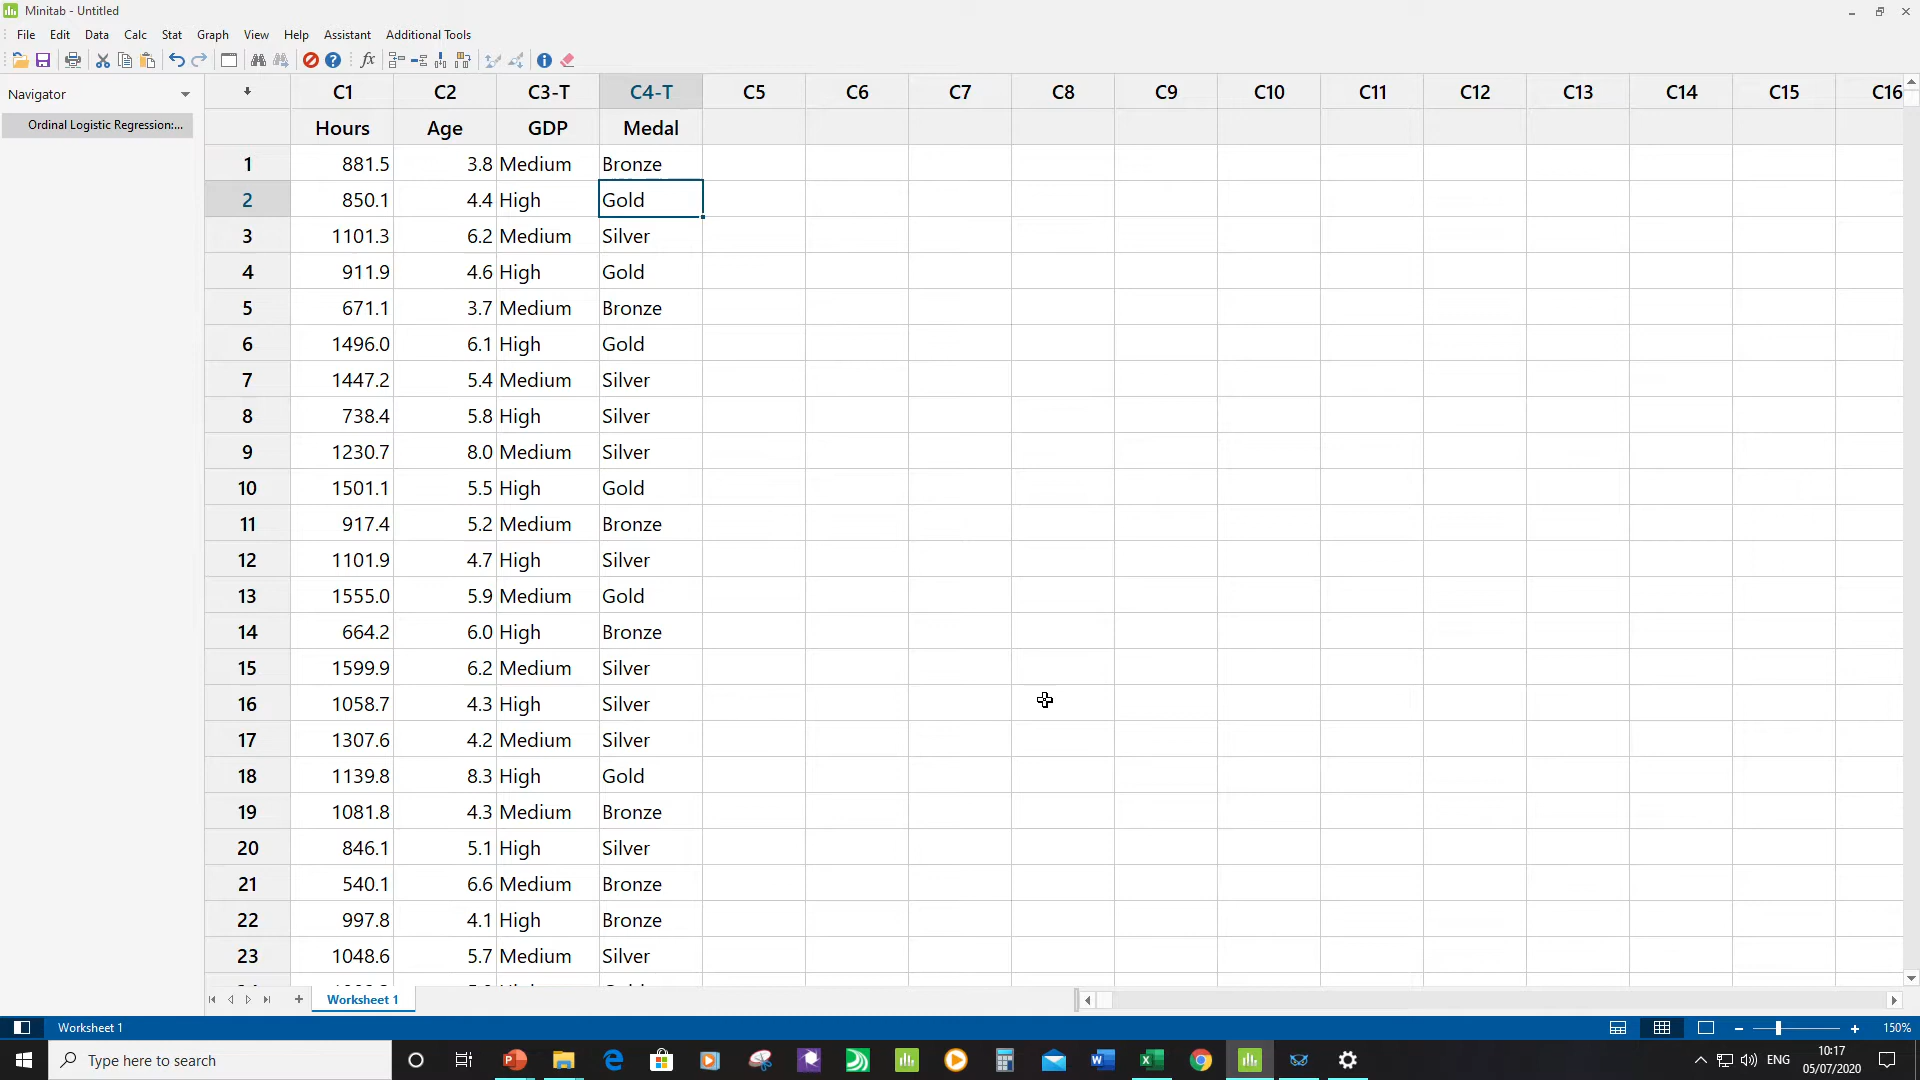 Minitab - Untitled
File Edit Data Calc Stat Graph View Help Assistant Additional Tools
Navigator
Ordinal Logistic Regression:...
C1 C2 C3-T C4-T C5 C6 C7 C8 C9 C10 C11 C12 C13 C14 C15 C16
Hours Age GDP Medal
1 881.5 3.8 Medium Bronze
2 850.1 4.4 High Gold
3 1101.3 6.2 Medium Silver
4 911.9 4.6 High Gold
5 671.1 3.7 Medium Bronze
6 1496.0 6.1 High Gold
7 1447.2 5.4 Medium Silver
8 738.4 5.8 High Silver
9 1230.7 8.0 Medium Silver
10 1501.1 5.5 High Gold
11 917.4 5.2 Medium Bronze
12 1101.9 4.7 High Silver
13 1555.0 5.9 Medium Gold
14 664.2 6.0 High Bronze
15 1599.9 6.2 Medium Silver
16 1058.7 4.3 High Silver
17 1307.6 4.2 Medium Silver
18 1139.8 8.3 High Gold
19 1081.8 4.3 Medium Bronze
20 846.1 5.1 High Silver
21 540.1 6.6 Medium Bronze
22 997.8 4.1 High Bronze
23 1048.6 5.7 Medium Silver
Worksheet 1
Worksheet 1
150%
Type here to search
ENG
10:17
05/07/2020